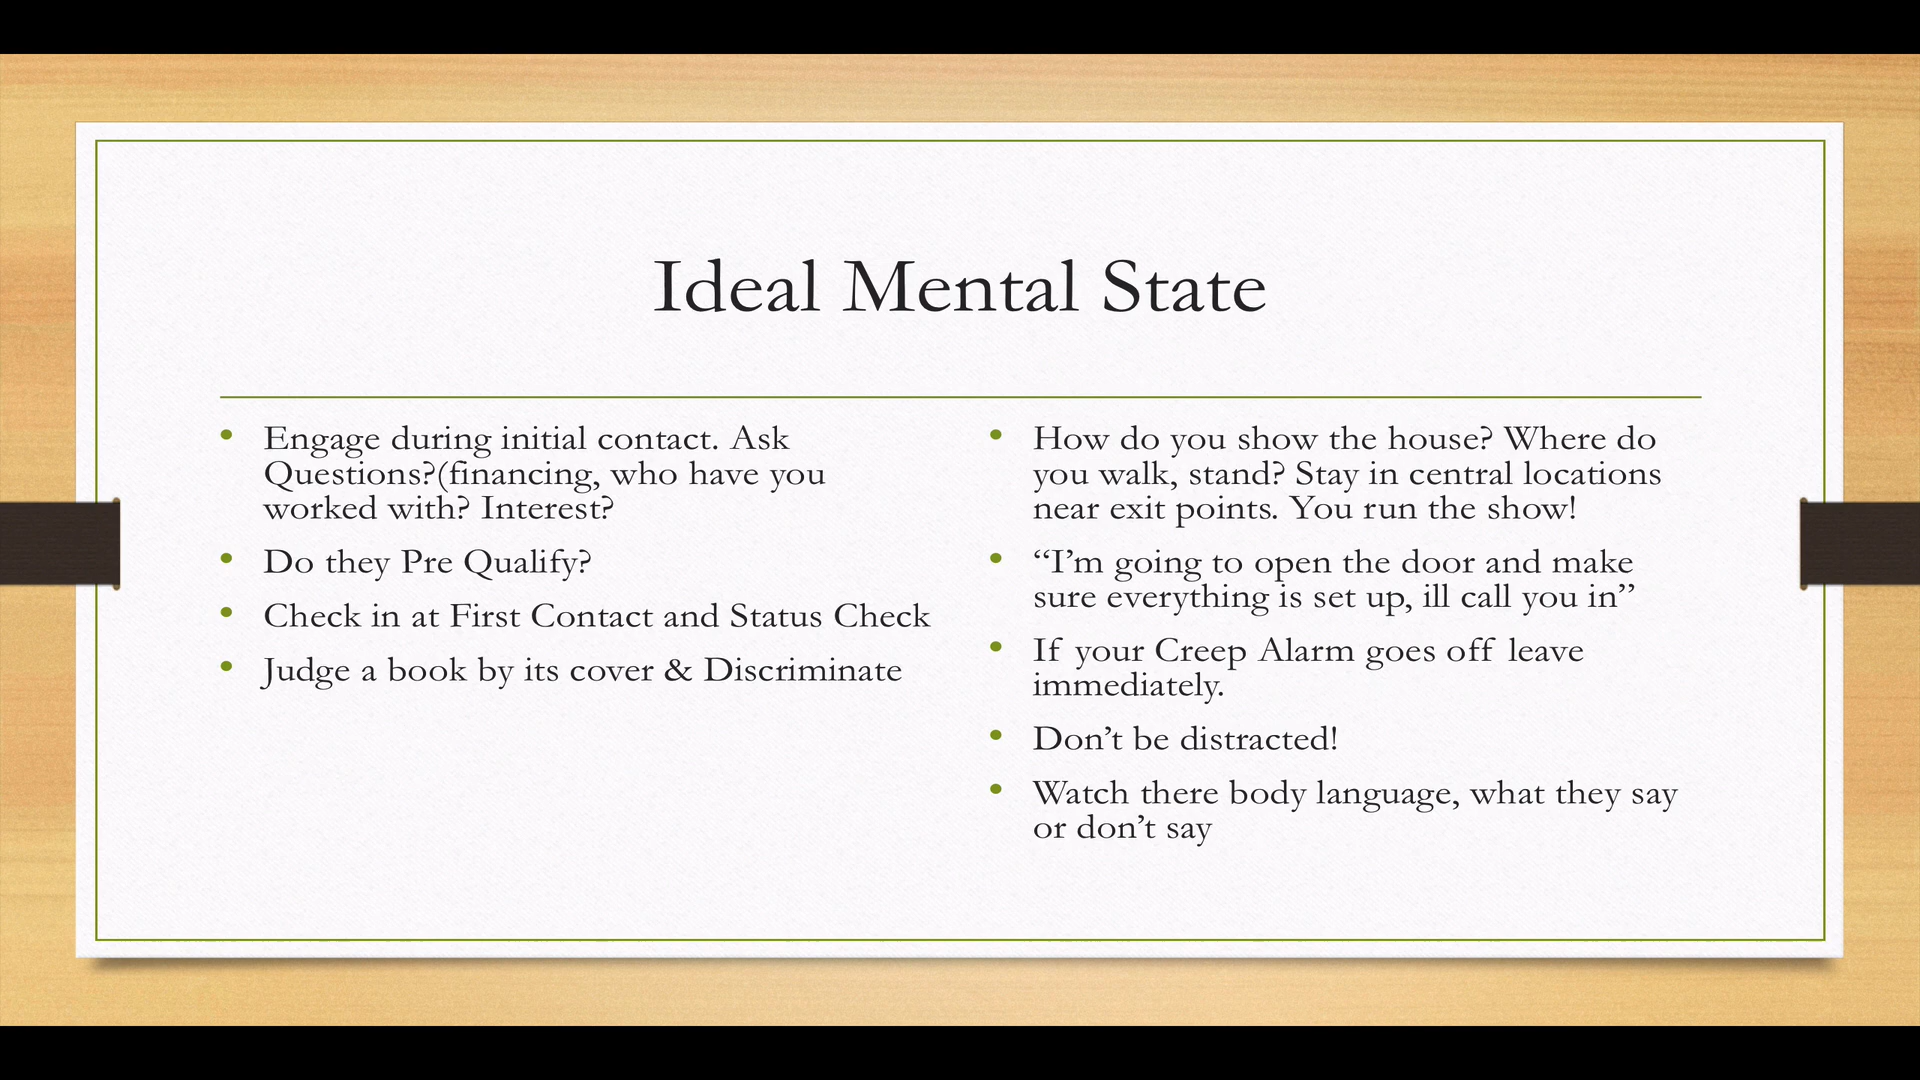 Ideal Mental State
Engage during initial contact. Ask
Questions?(financing, who have you
worked with? Interest?
Do they Pre Qualify?
Check in at First Contact and Status Check
Judge a book by its cover & Discriminate
How do you show the house? Where do
you walk, stand? Stay in central locations
near exit points. You run the show!
“I’m going to open the door and make
sure everything is set up, ill call you in”
If your Creep Alarm goes off leave
immediately.
Don’t be distracted!
Watch there body language, what they say
or don’t say